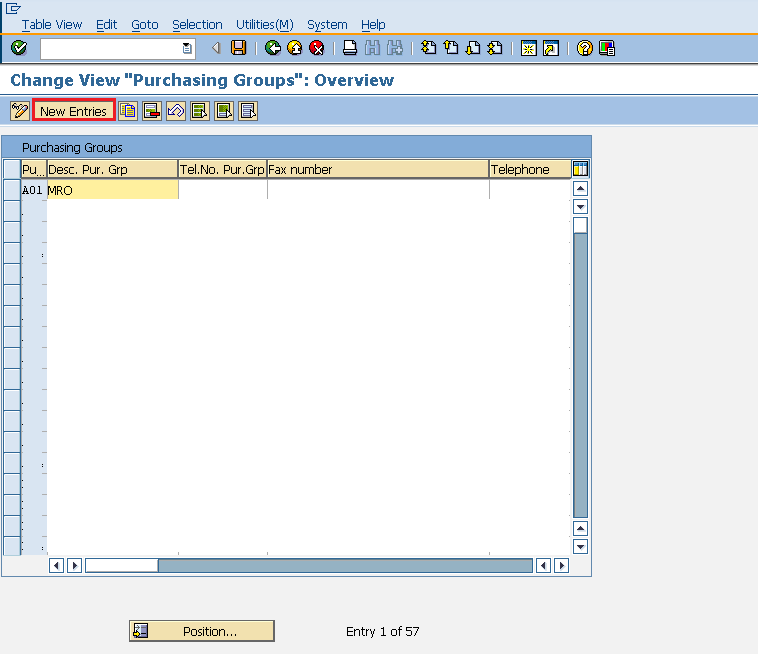 Table View Edit Goto Selection Utilities(M) System Help
Change View "Purchasing Groups": Overview
New Entries
Purchasing Groups
Pu... Desc. Pur. Grp Tel.No. Pur.Grp Fax number Telephone
A01 MRO
Position... Entry 1 of 57